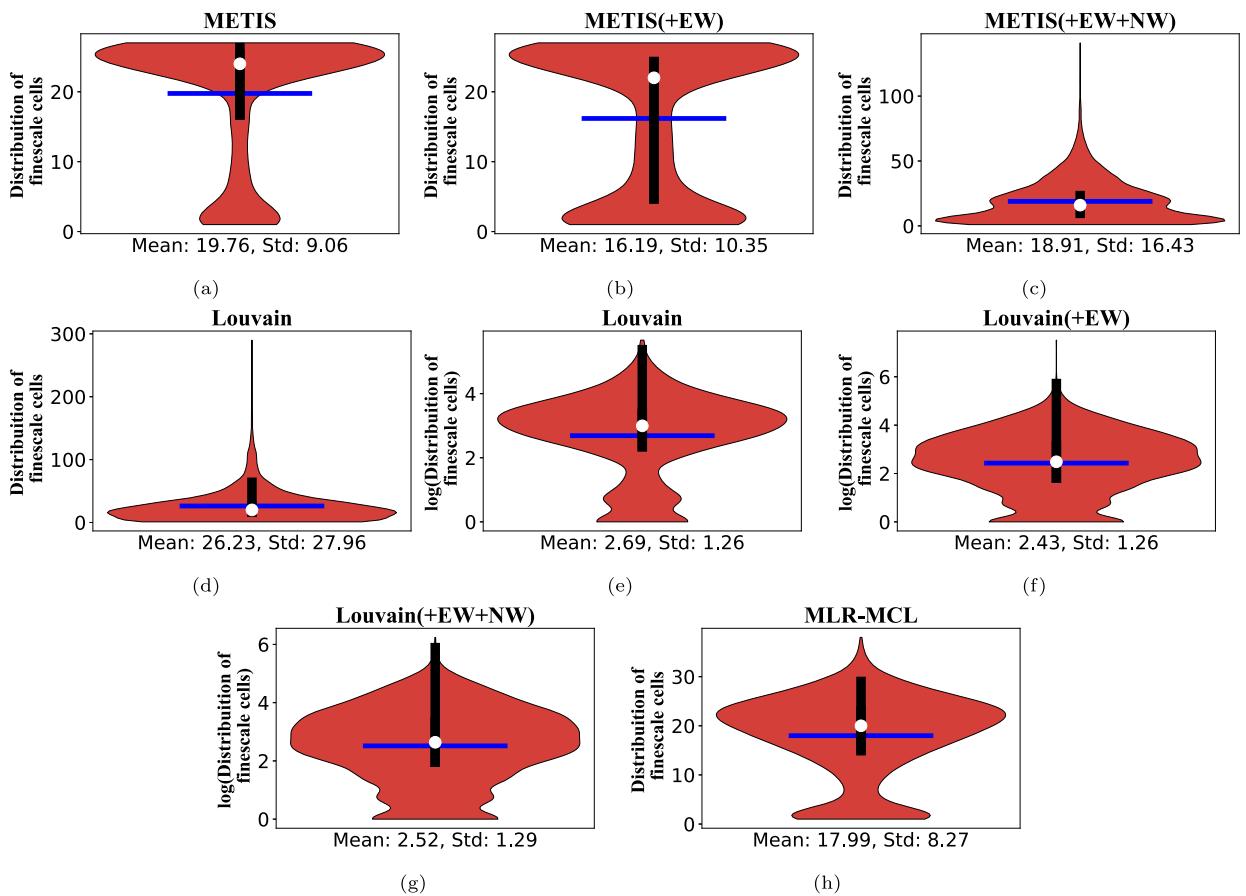 METIS
Distribuition of
finescale cells
20
10
0
Mean: 19.76, Std: 9.06
(a)
METIS(+EW)
Distribuition of
finescale cells
20
10
0
Mean: 16.19, Std: 10.35
(b)
METIS(+EW+NW)
Distribuition of
finescale cells
100
50
0
Mean: 18.91, Std: 16.43
(c)
Louvain
Distribuition of
finescale cells
300
200
100
0
Mean: 26.23, Std: 27.96
(d)
Louvain
log(Distribuition of
finescale cells)
4
2
0
Mean: 2.69, Std: 1.26
(e)
Louvain(+EW)
log(Distribuition of
finescale cells)
6
4
2
0
Mean: 2.43, Std: 1.26
(f)
Louvain(+EW+NW)
log(Distribuition of
finescale cells)
6
4
2
0
Mean: 2.52, Std: 1.29
(g)
MLR-MCL
Distribuition of
finescale cells
30
20
10
0
Mean: 17.99, Std: 8.27
(h)